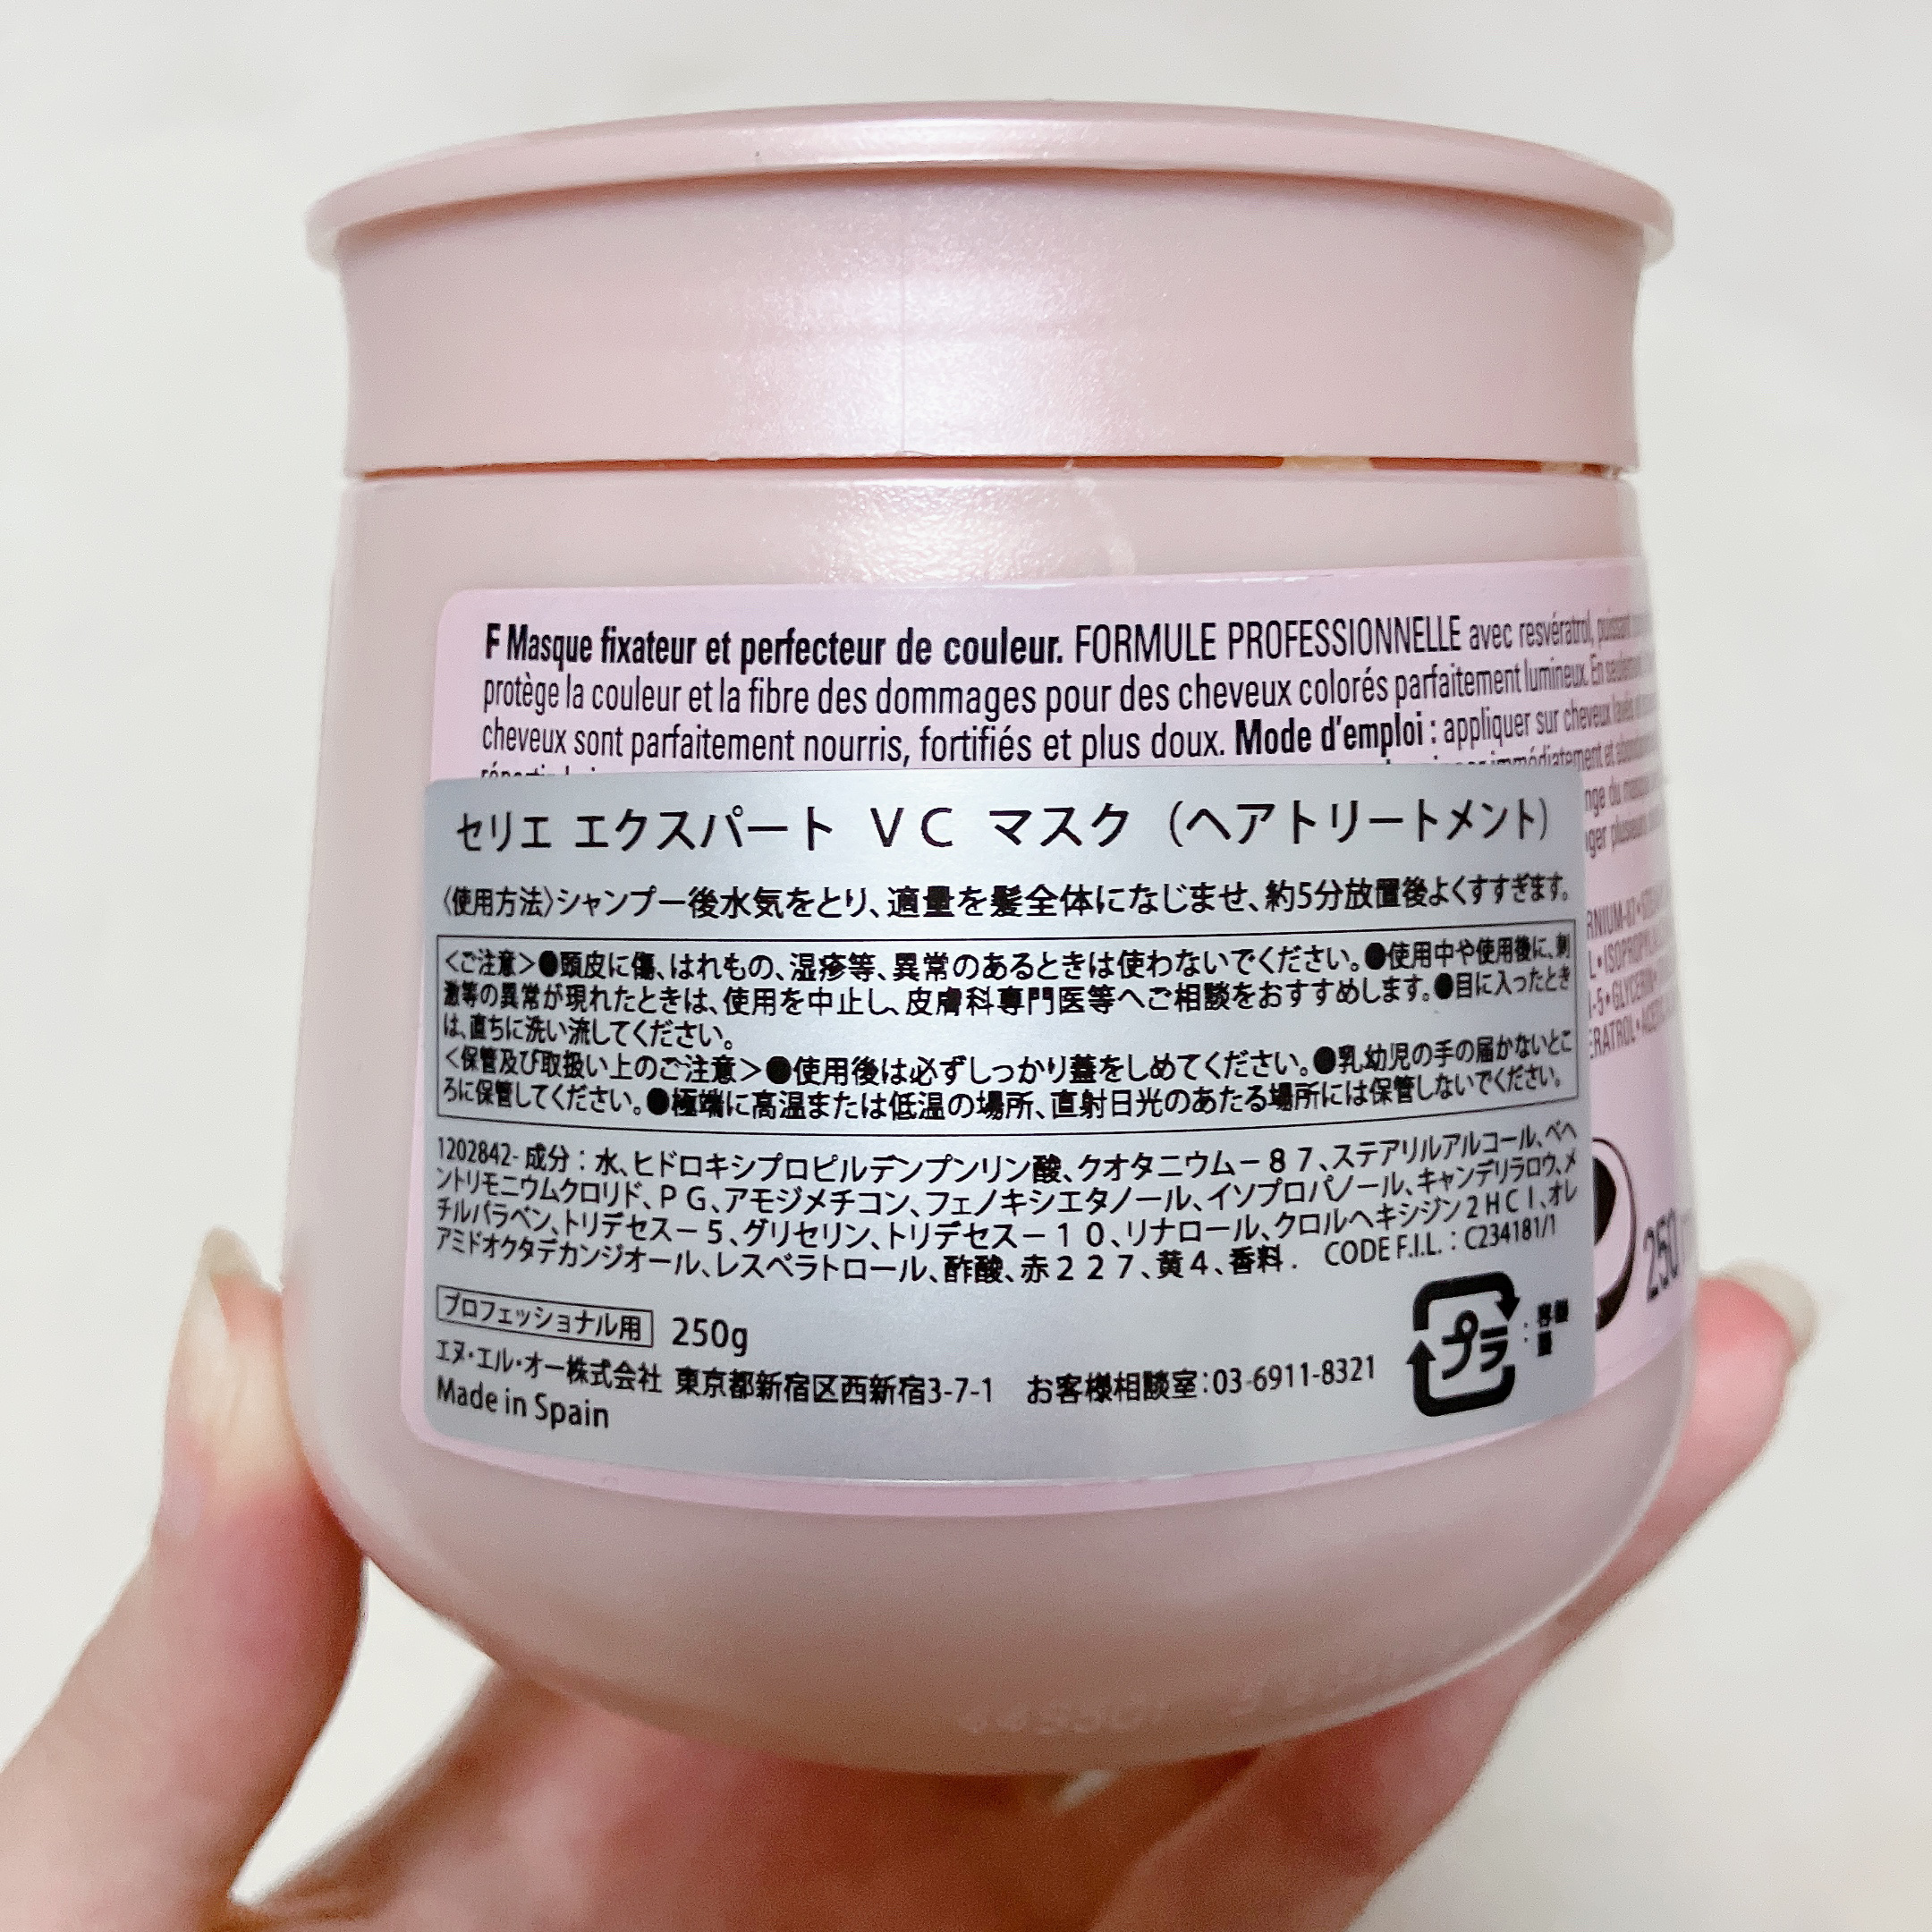 F Masque fixateur et perfecteur de couleur. FORMULE PROFESSIONNELLE avec resvératrol, puissant
protège la couleur et la fibre des dommages pour des cheveux colorés parfaitement lumineux. En
cheveux sont parfaitement nourris, fortifiés et plus doux. Mode d'emploi : appliquer sur cheveux lavés
immédiatement et
nge du
ger plusieurs
セリエ エクスパート VC マスク（ヘアトリートメント）
〈使用方法〉シャンプー後水気をとり、適量を髪全体になじませ、約5分放置後よくすすぎます。
＜ご注意＞●頭皮に傷、はれもの、湿疹等、異常のあるときは使わないでください。●使用中や使用後に、刺
激等の異常が現れたときは、使用を中止し、皮膚科専門医等へご相談をおすすめします。●目に入ったとき
は、直ちに洗い流してください。
＜保管及び取扱い上のご注意＞●使用後は必ずしっかり蓋をしめてください。●乳幼児の手の届かないとこ
ろに保管してください。●極端に高温または低温の場所、直射日光のあたる場所には保管しないでください。
1202842- 成分：水、ヒドロキシプロピルデンプンリン酸、クオタニウム－８７、ステアリルアルコール、ベヘ
ントリモニウムクロリド、ＰＧ、アモジメチコン、フェノキシエタノール、イソプロパノール、キャンデリラロウ、メ
チルパラベン、トリデセス－５、グリセリン、トリデセス－１０、リナロール、クロルヘキシジン２ＨＣｌ、オレ
アミドオクタデカンジオール、レスベラトロール、酢酸、赤２２７、黄４、香料． CODE F.I.L.：C234181/1
プロフェッショナル用 250g
エヌ・エル・オー株式会社 東京都新宿区西新宿3-7-1 お客様相談室：03-6911-8321
Made in Spain
プラ
：容器
RNIUM-87•
L•ISOPROPYL
-5•GLYCERIN•
ERATROL•
250